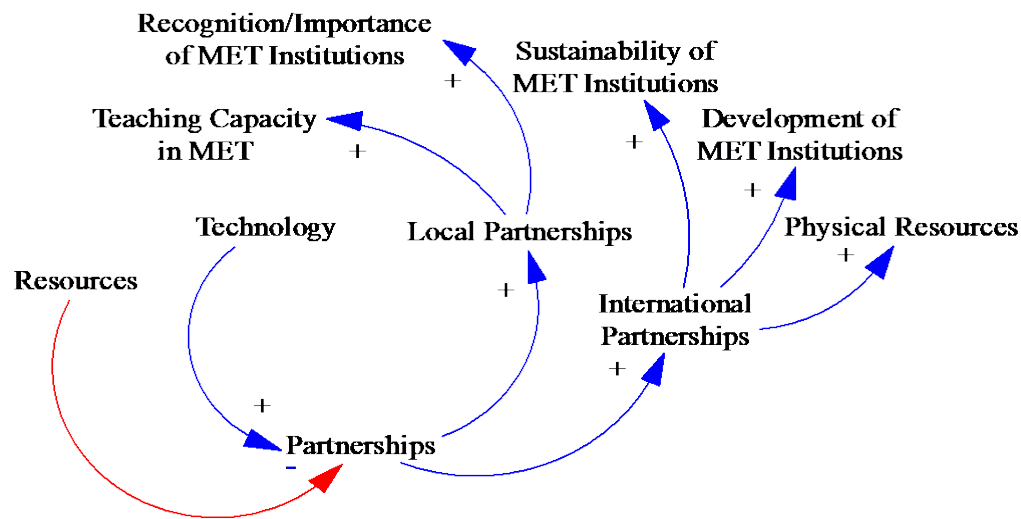 Recognition/Importance
of MET Institutions
+
Sustainability of
MET Institutions
+
Teaching Capacity
in MET
+
Development of
MET Institutions
+
Technology
Local Partnerships
+
Physical Resources
+
Resources
International
Partnerships
+
+
Partnerships
-